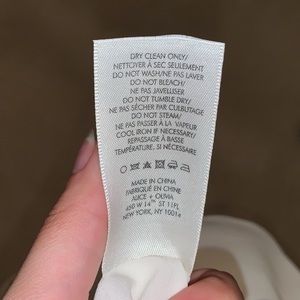 DRY CLEAN ONLY/
NETTOYER À SEC SEULEMENT
DO NOT WASH/NE PAS LAVER
DO NOT BLEACH/
NE PAS JAVELLISER
DO NOT TUMBLE DRY/
NE PAS SÉCHER PAR CULBUTAGE
DO NOT STEAM/
NE PAS PASSER À LA VAPEUR
COOL IRON IF NECESSARY/
REPASSAGE À BASSE
TEMPÉRATURE, SI NÉCESSAIRE
MADE IN CHINA
FABRIQUÉ EN CHINE
ALICE + OLIVIA
450 W 14TH ST 11FL
NEW YORK, NY 10014